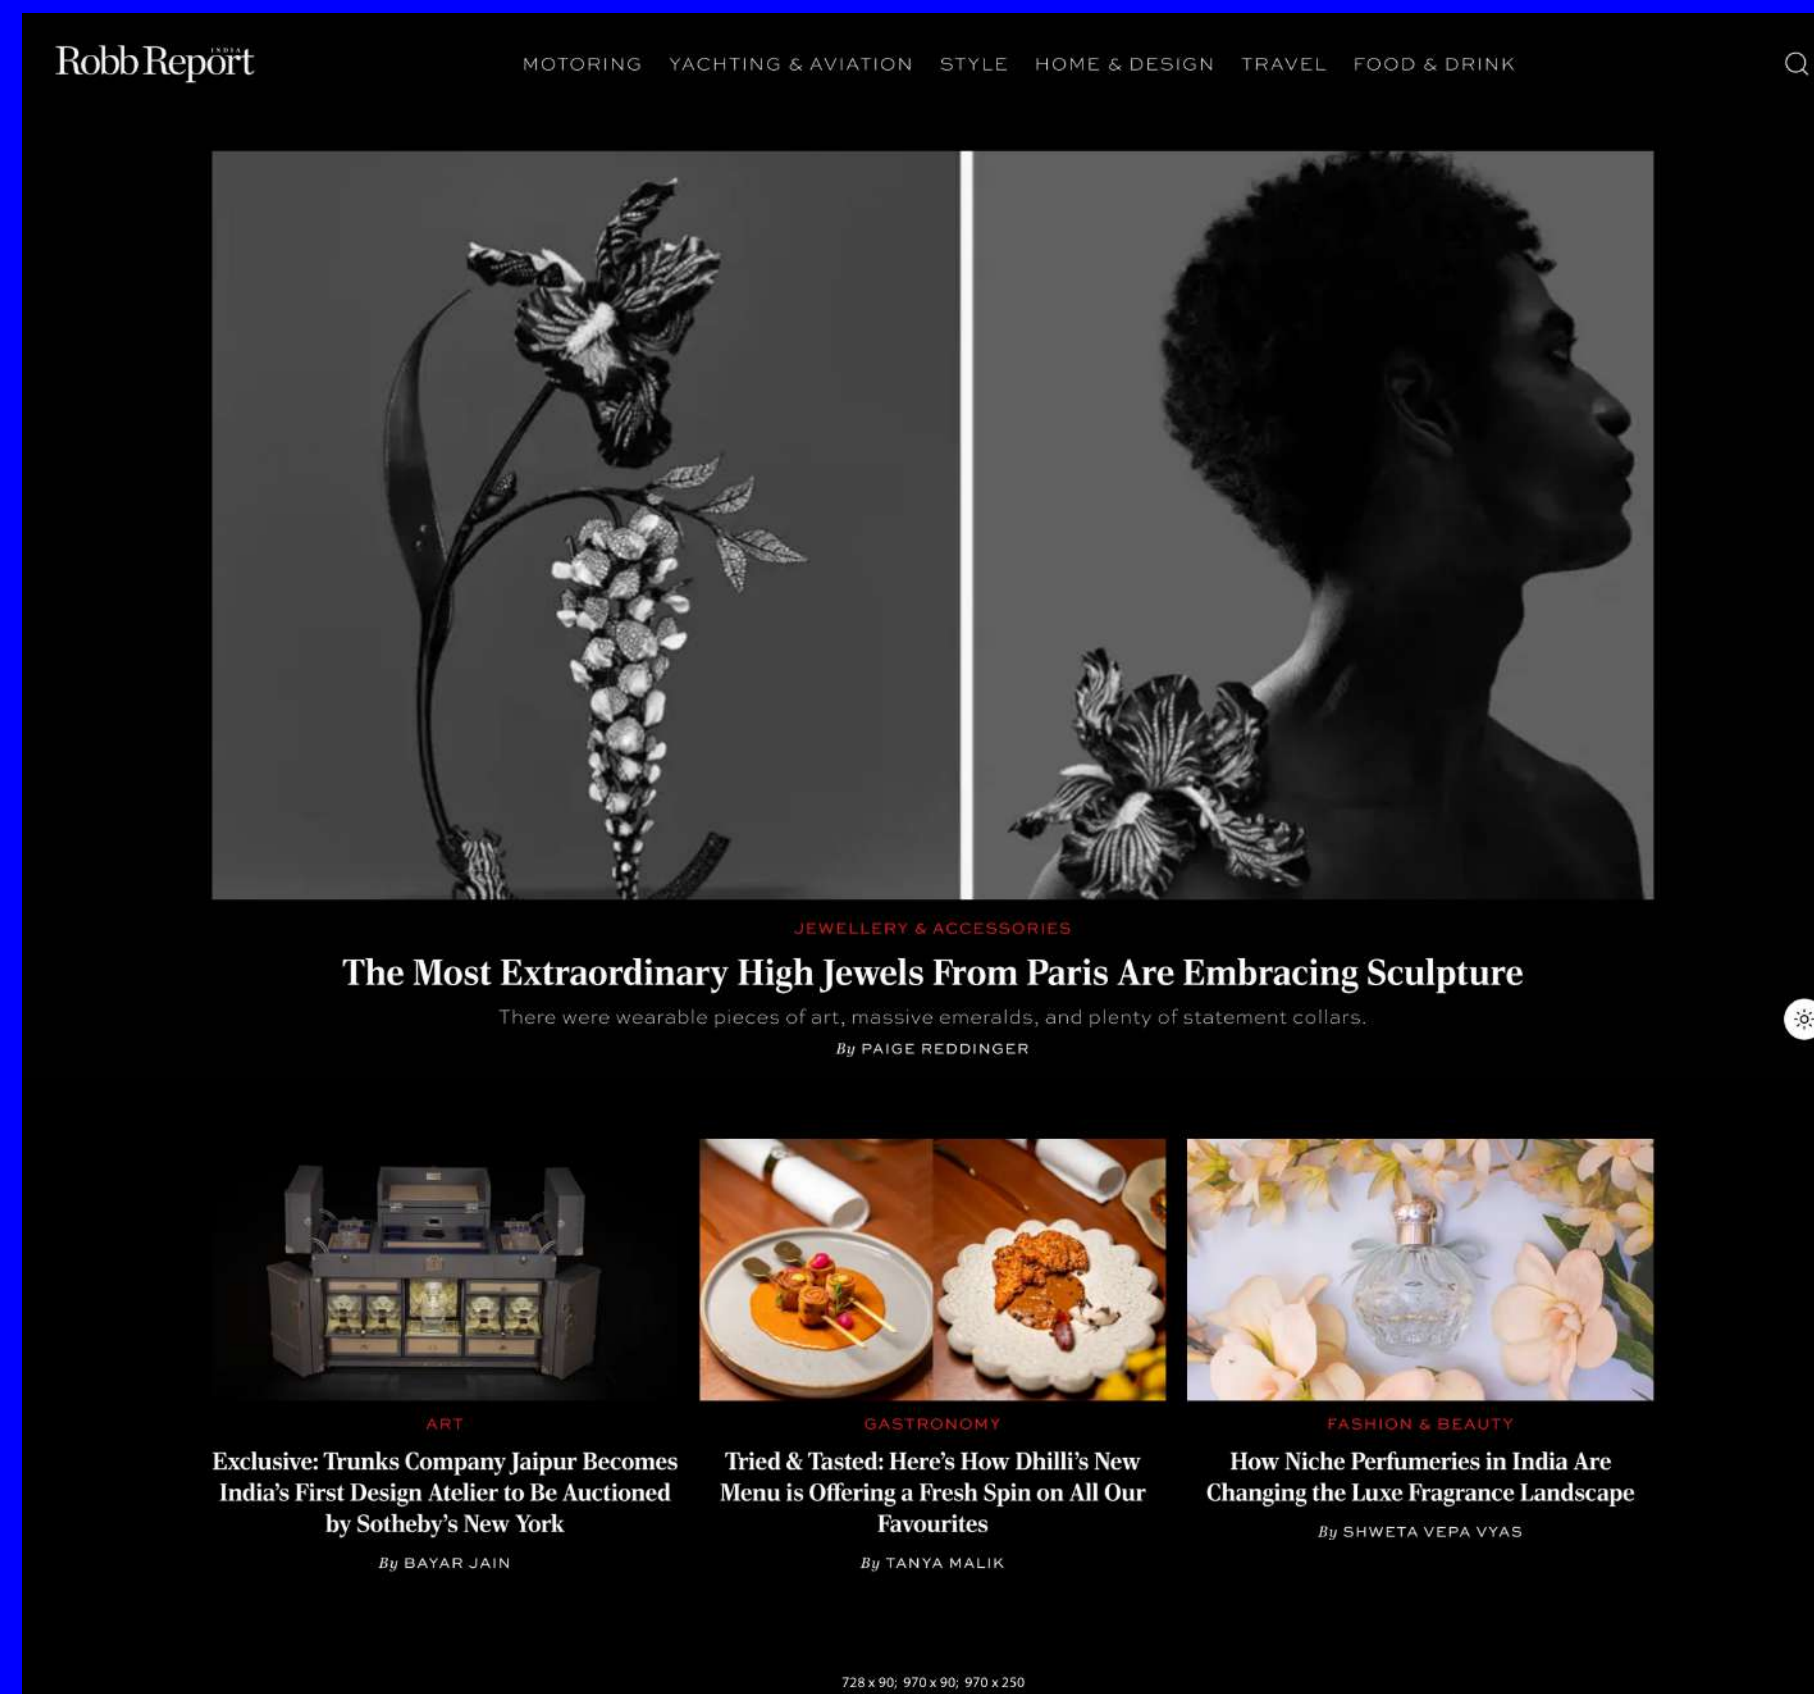 Robb Report
INDIA
MOTORING YACHTING & AVIATION STYLE HOME & DESIGN TRAVEL FOOD & DRINK
JEWELLERY & ACCESSORIES
The Most Extraordinary High Jewels From Paris Are Embracing Sculpture
There were wearable pieces of art, massive emeralds, and plenty of statement collars.
By PAIGE REDDINGER
ART
Exclusive: Trunks Company Jaipur Becomes
India’s First Design Atelier to Be Auctioned
by Sotheby’s New York
By BAYAR JAIN
GASTRONOMY
Tried & Tasted: Here’s How Dhilli’s New
Menu is Offering a Fresh Spin on All Our
Favourites
By TANYA MALIK
FASHION & BEAUTY
How Niche Perfumeries in India Are
Changing the Luxe Fragrance Landscape
By SHWETA VEPA VYAS
728 x 90; 970 x 90; 970 x 250